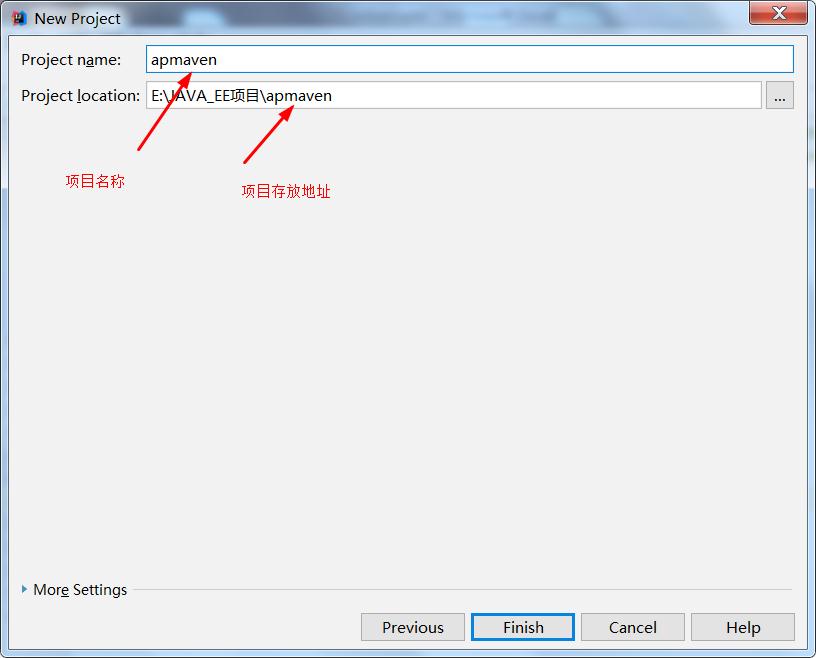 New Project
Project name: apmaven
Project location: E:\JAVA_EE项目\apmaven ...
项目名称
项目存放地址
More Settings
Previous Finish Cancel Help